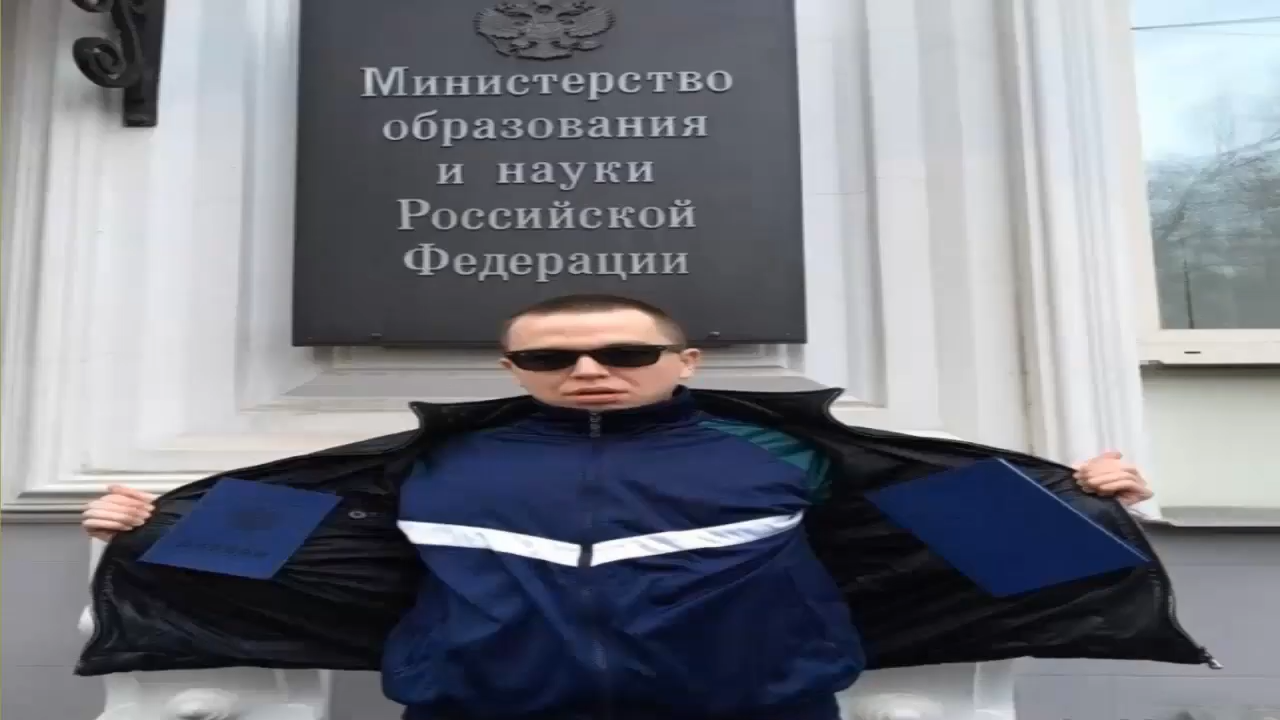 Министерство
образования
и науки
Российской
Федерации